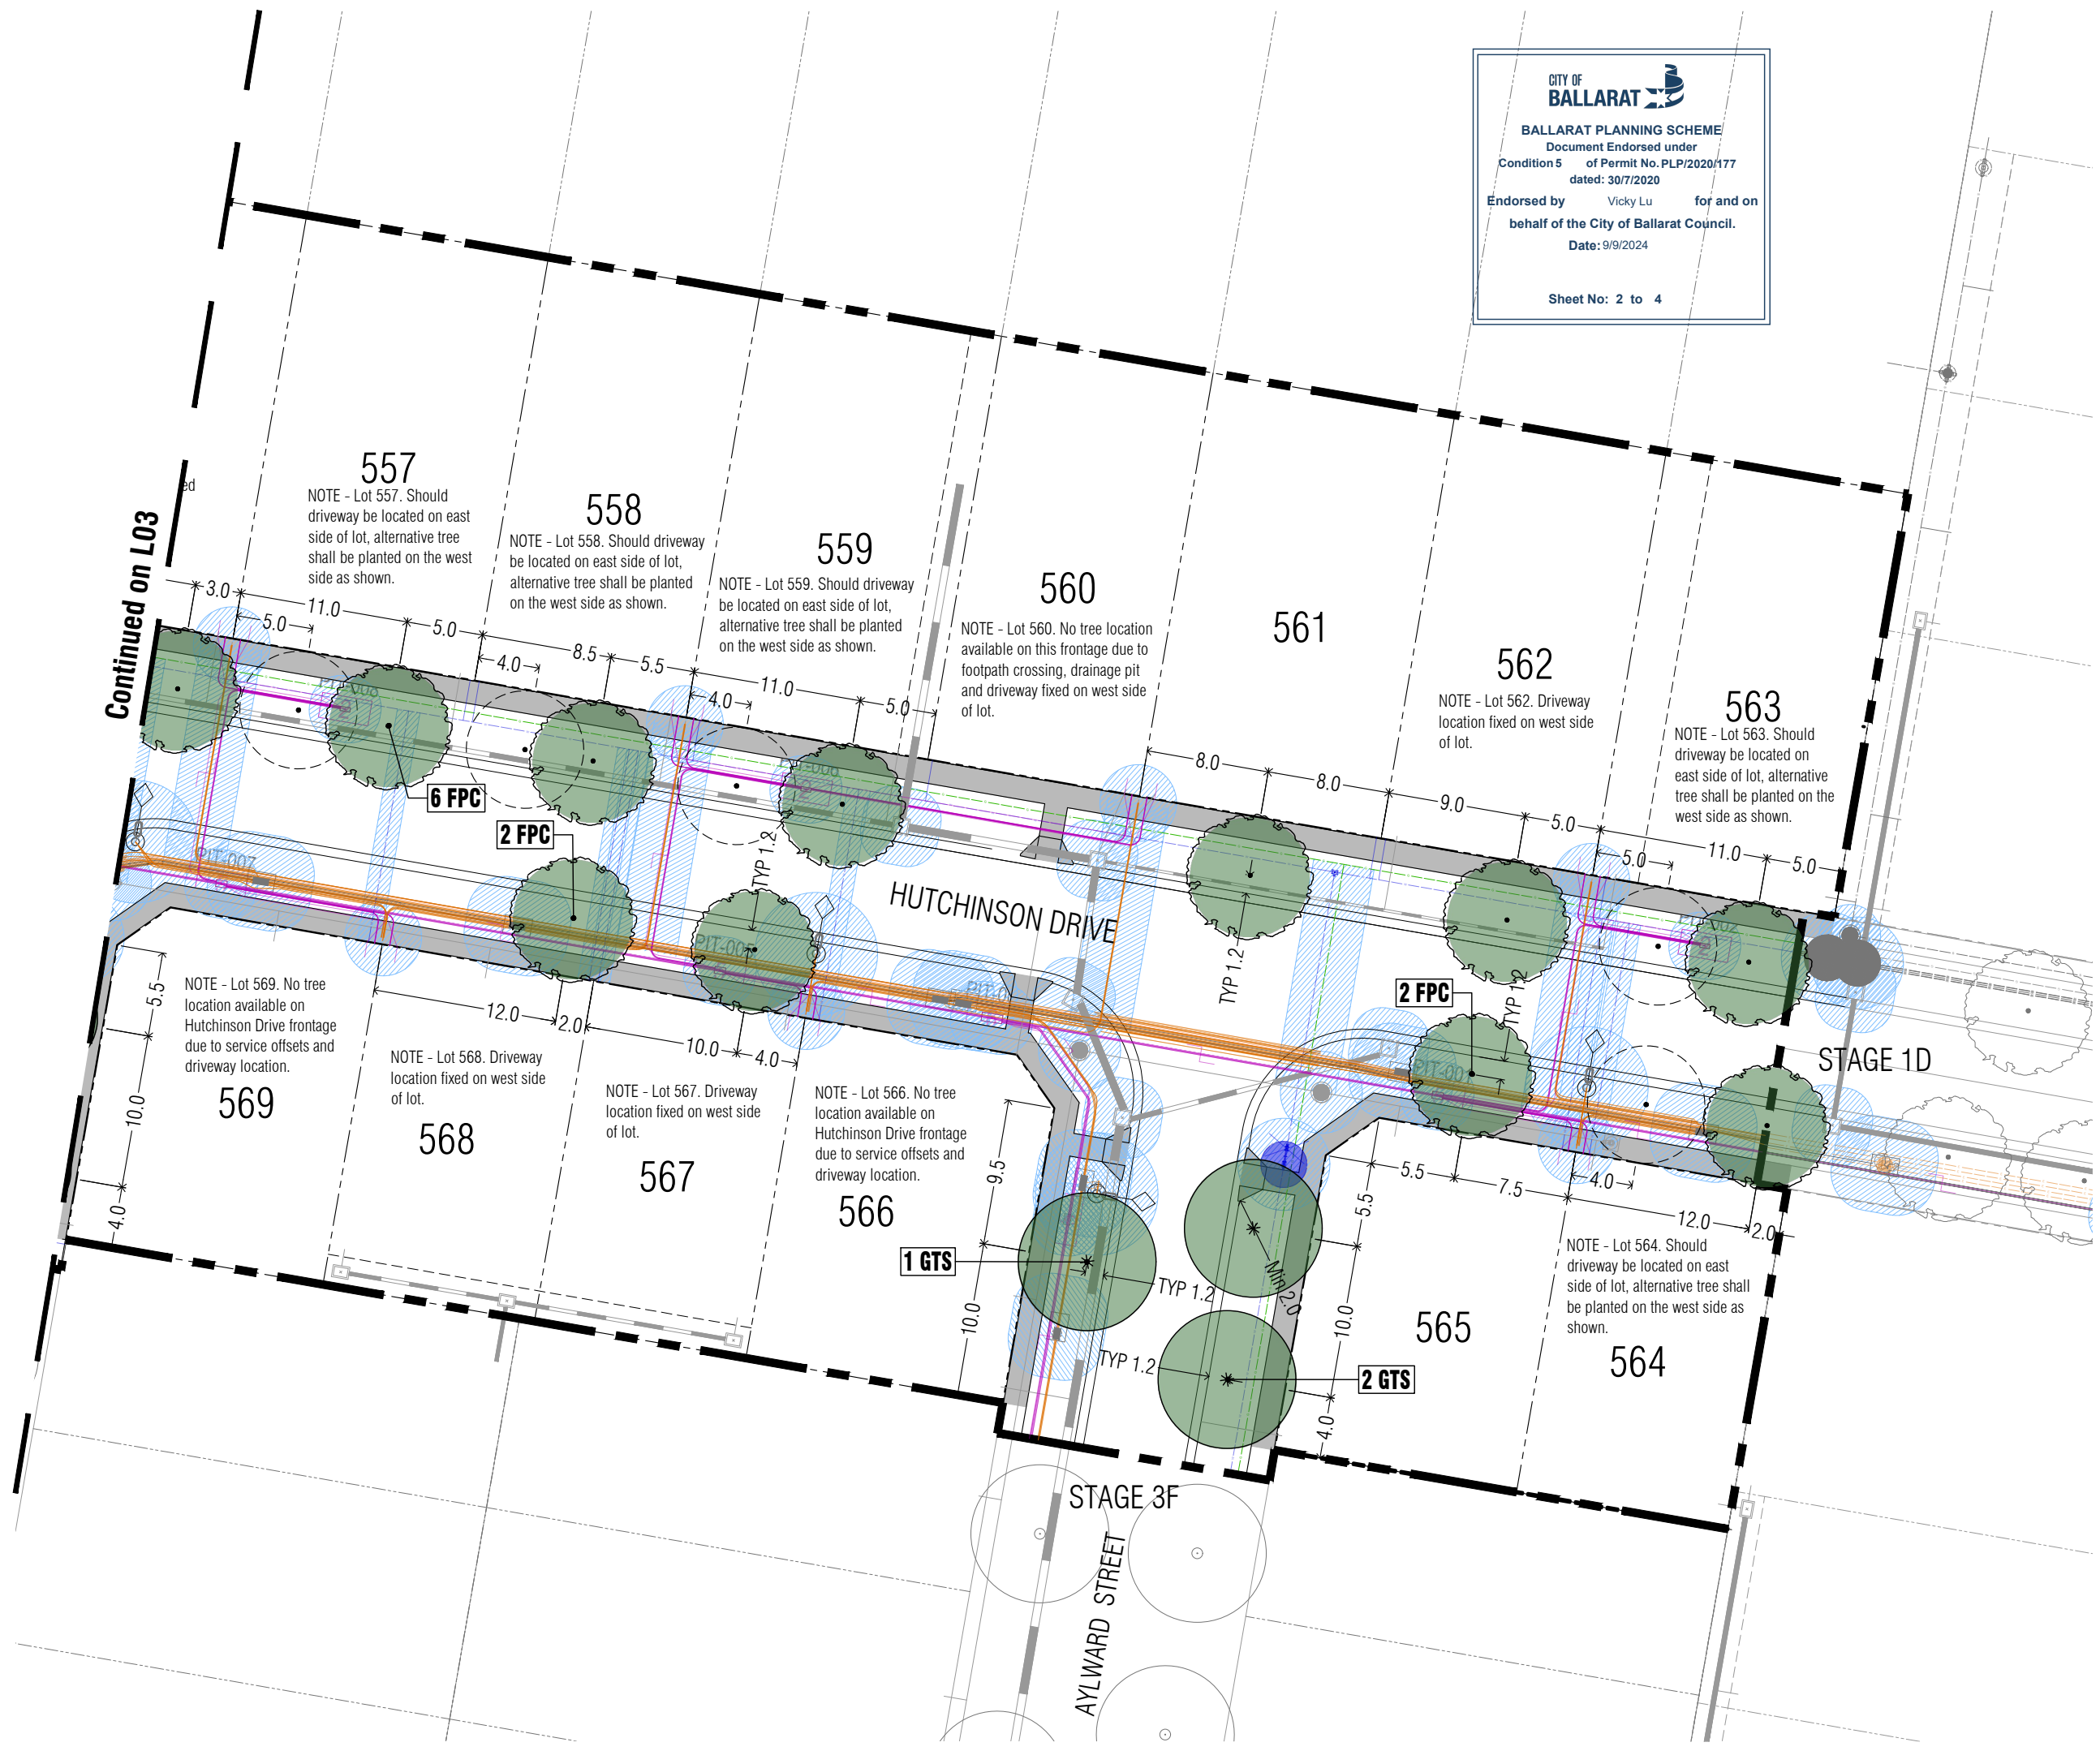 CITY OF
BALLARAT
BALLARAT PLANNING SCHEME
Document Endorsed under
Condition 5 of Permit No. PLP/2020/177
dated: 30/7/2020
Endorsed by Vicky Lu for and on
behalf of the City of Ballarat Council.
Date: 9/9/2024
Sheet No: 2 to 4
ed
Continued on L03
557
NOTE - Lot 557. Should
driveway be located on east
side of lot, alternative tree
shall be planted on the west
side as shown.
558
NOTE - Lot 558. Should driveway
be located on east side of lot,
alternative tree shall be planted
on the west side as shown.
559
NOTE - Lot 559. Should driveway
be located on east side of lot,
alternative tree shall be planted
on the west side as shown.
560
NOTE - Lot 560. No tree location
available on this frontage due to
footpath crossing, drainage pit
and driveway fixed on west side
of lot.
561
562
NOTE - Lot 562. Driveway
location fixed on west side
of lot.
563
NOTE - Lot 563. Should
driveway be located on
east side of lot, alternative
tree shall be planted on the
west side as shown.
3.0
11.0
5.0
5.0
4.0
8.5
5.5
4.0
11.0
5.0
8.0
8.0
9.0
5.0
5.0
11.0
5.0
6 FPC
2 FPC
TYP 1.2
HUTCHINSON DRIVE
TYP 1.2
2 FPC
TYP 1.2
STAGE 1D
PIT-007
PIT-001
5.5
10.0
4.0
NOTE - Lot 569. No tree
location available on
Hutchinson Drive frontage
due to service offsets and
driveway location.
569
12.0
2.0
10.0
4.0
NOTE - Lot 568. Driveway
location fixed on west side
of lot.
568
NOTE - Lot 567. Driveway
location fixed on west side
of lot.
567
NOTE - Lot 566. No tree
location available on
Hutchinson Drive frontage
due to service offsets and
driveway location.
566
9.5
10.0
1 GTS
TYP 1.2
Min 2.0
TYP 1.2
2 GTS
5.5
10.0
4.0
5.5
7.5
4.0
12.0
2.0
565
NOTE - Lot 564. Should
driveway be located on east
side of lot, alternative tree shall
be planted on the west side as
shown.
564
STAGE 3F
AYLWARD STREET